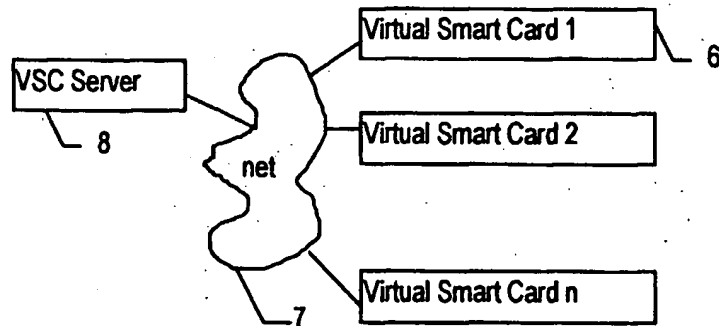 Virtual Smart Card 1
6
VSC Server
8
Virtual Smart Card 2
net
Virtual Smart Card n
7